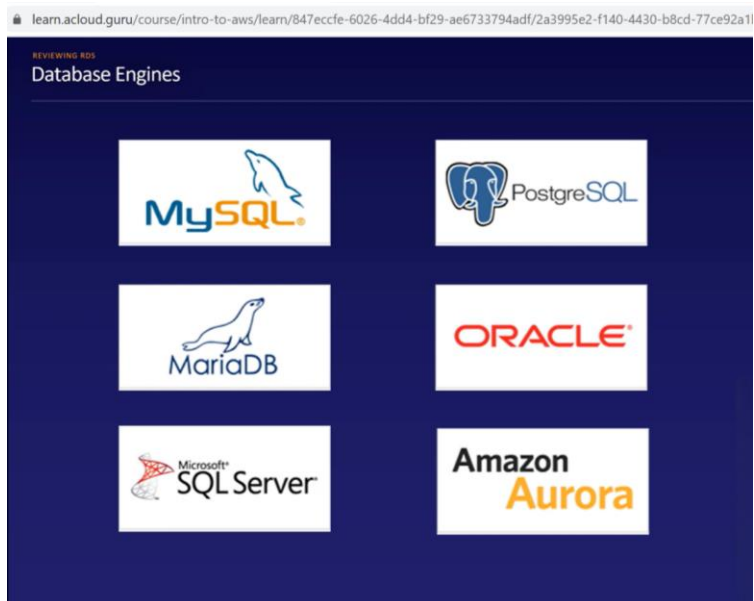 learn.acloud.guru/course/intro-to-aws/learn/847eccfe-6026-4dd4-bf29-ae6733794adf/2a3995e2-f140-4430-b8cd-77ce92a1
REVIEWING RDS
Database Engines
MySQL®
PostgreSQL
MariaDB
ORACLE®
Microsoft®
SQL Server®
Amazon
Aurora